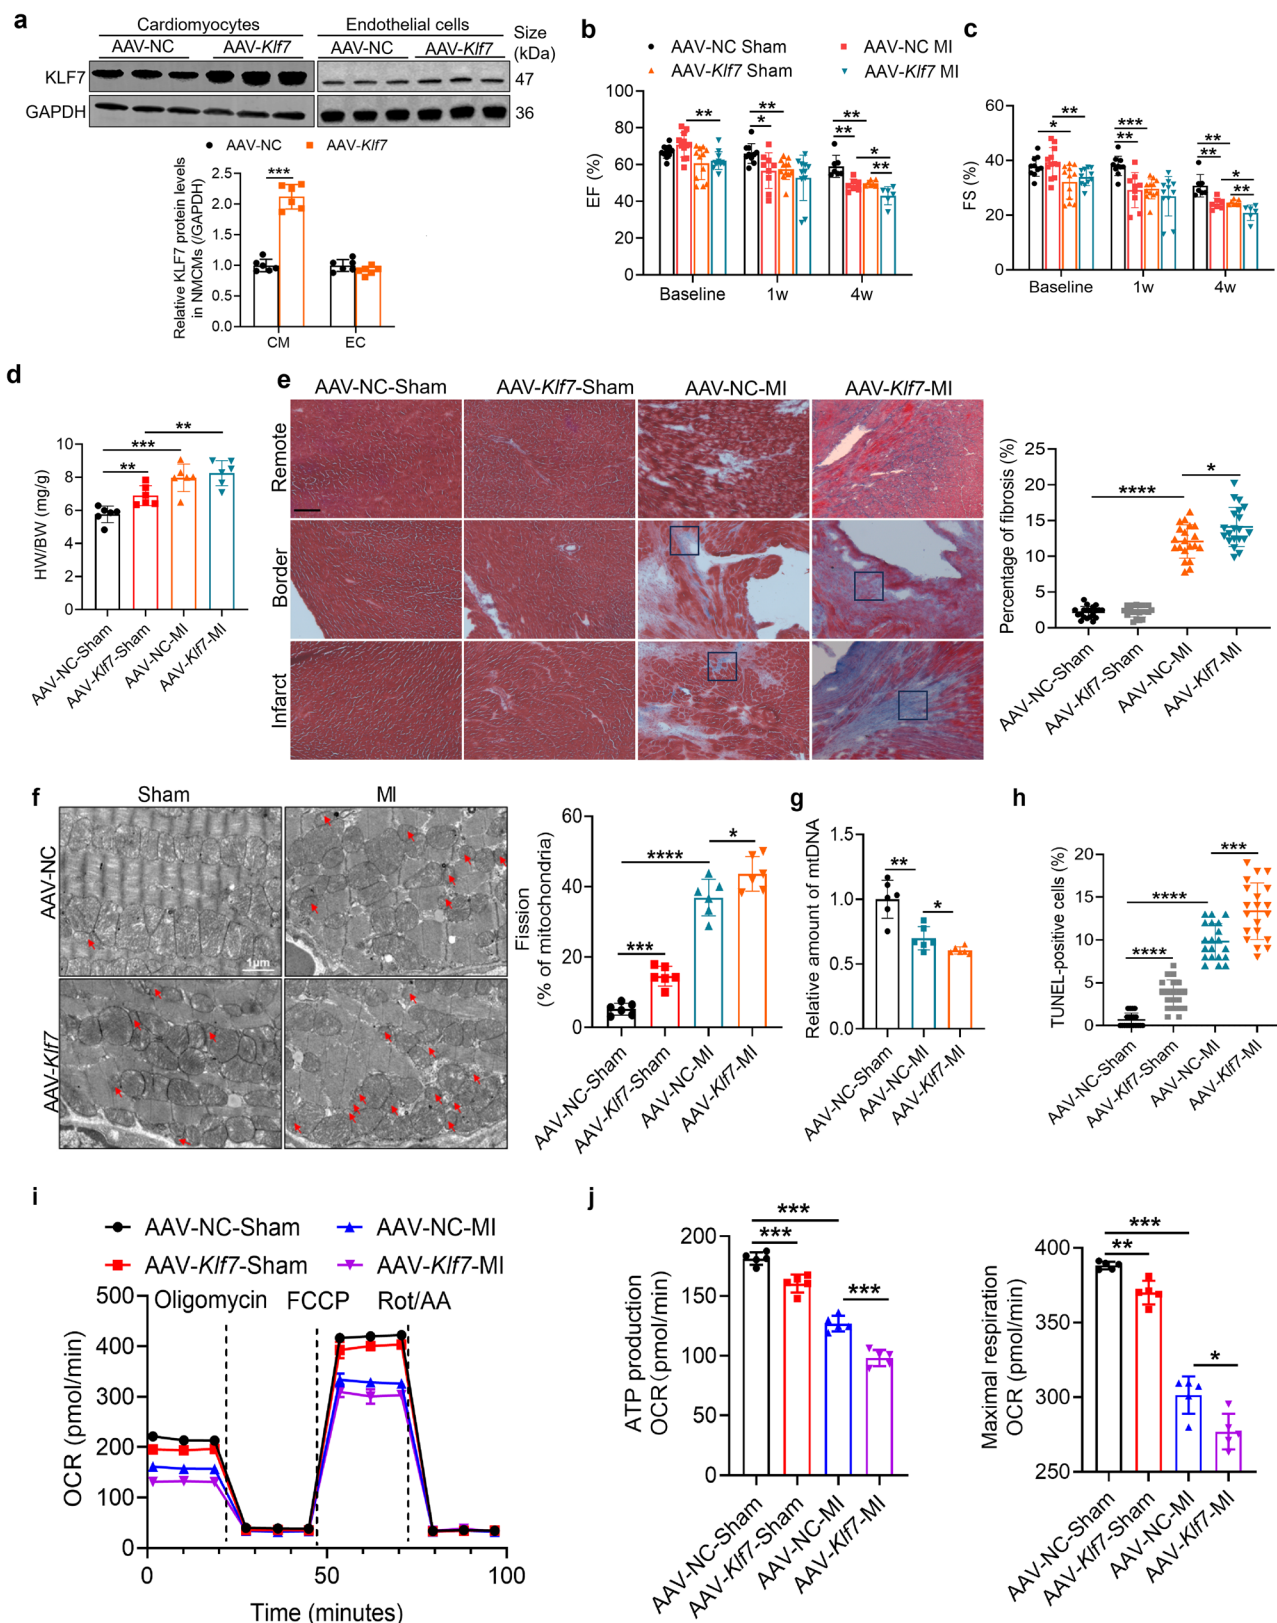 a
Cardiomyocytes
Endothelial cells
Size
(kDa)
AAV-NC
AAV-Klf7
AAV-NC
AAV-Klf7
KLF7
47
GAPDH
36
AAV-NC
AAV-Klf7
Relative KLF7 protein levels
in NMCMs (/GAPDH)
2.5
2.0
1.5
1.0
0.5
0.0
***
CM
EC
b
AAV-NC Sham
AAV-NC MI
AAV-Klf7 Sham
AAV-Klf7 MI
EF (%)
100
80
60
40
20
0
**
**
*
**
**
*
**
Baseline
1w
4w
c
FS (%)
60
40
20
0
**
*
***
**
**
**
*
**
Baseline
1w
4w
d
HW/BW (mg/g)
10
8
6
4
2
0
**
***
**
AAV-NC-Sham
AAV-Klf7-Sham
AAV-NC-MI
AAV-Klf7-MI
e
AAV-NC-Sham
AAV-Klf7-Sham
AAV-NC-MI
AAV-Klf7-MI
Remote
Border
Infarct
Percentage of fibrosis (%)
25
20
15
10
5
0
****
*
AAV-NC-Sham
AAV-Klf7-Sham
AAV-NC-MI
AAV-Klf7-MI
f
Sham
MI
AAV-NC
AAV-Klf7
1μm
Fission
(% of mitochondria)
60
40
20
0
****
*
***
AAV-NC-Sham
AAV-Klf7-Sham
AAV-NC-MI
AAV-Klf7-MI
g
Relative amount of mtDNA
1.5
1.0
0.5
0.0
**
*
AAV-NC-Sham
AAV-NC-MI
AAV-Klf7-MI
h
TUNEL-positive cells (%)
20
15
10
5
0
***
****
****
AAV-NC-Sham
AAV-Klf7-Sham
AAV-NC-MI
AAV-Klf7-MI
i
AAV-NC-Sham
AAV-NC-MI
AAV-Klf7-Sham
AAV-Klf7-MI
OCR (pmol/min)
500
400
300
200
100
0
Oligomycin
FCCP
Rot/AA
0
50
100
Time (minutes)
j
ATP production
OCR(pmol/min)
200
150
100
50
0
***
***
***
AAV-NC-Sham
AAV-Klf7-Sham
AAV-NC-MI
AAV-Klf7-MI
Maximal respiration
OCR (pmol/min)
400
350
300
250
***
**
*
AAV-NC-Sham
AAV-Klf7-Sham
AAV-NC-MI
AAV-Klf7-MI